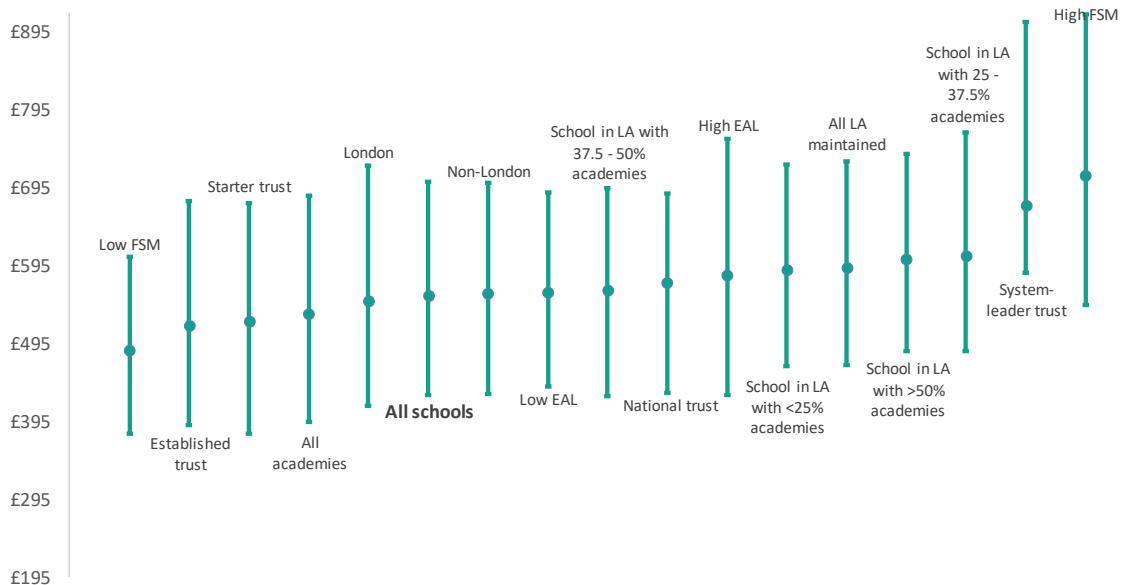 £895
£795
£695
£595
£495
£395
£295
£195
Low FSM
Established
trust
Starter trust
All
academies
London
All schools
Non-London
Low EAL
School in LA with
37.5 - 50%
academies
National trust
High EAL
School in LA
with <25%
academies
All LA
maintained
School in LA
with >50%
academies
School in LA
with 25 -
37.5%
academies
System-
leader trust
High FSM